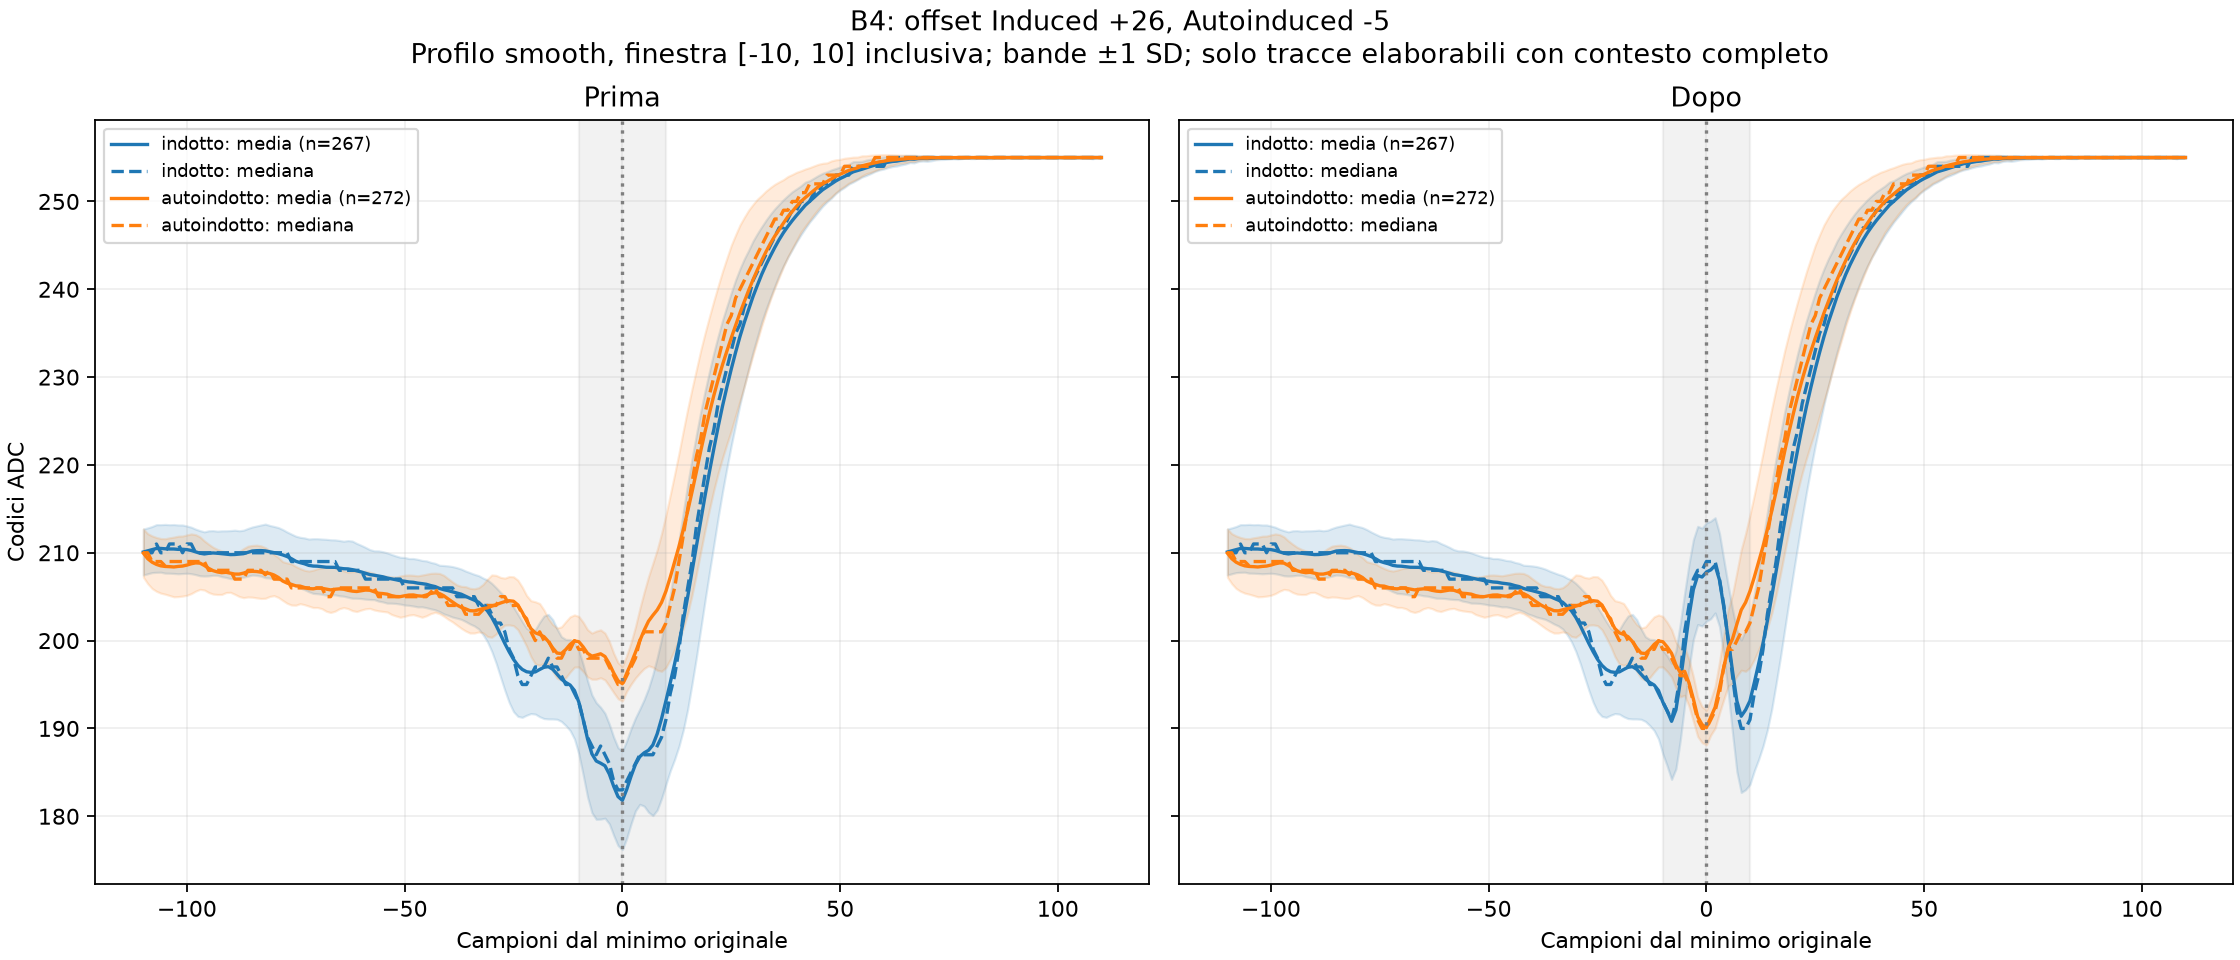 B4: offset Induced +26, Autoinduced -5
Profilo smooth, finestra [-10, 10] inclusiva; bande ±1 SD; solo tracce elaborabili con contesto completo
Prima
indotto: media (n=267)
indotto: mediana
autoindotto: media (n=272)
autoindotto: mediana
250
240
230
220
210
200
190
180
Codici ADC
−100
−50
0
50
100
Campioni dal minimo originale
Dopo
indotto: media (n=267)
indotto: mediana
autoindotto: media (n=272)
autoindotto: mediana
−100
−50
0
50
100
Campioni dal minimo originale